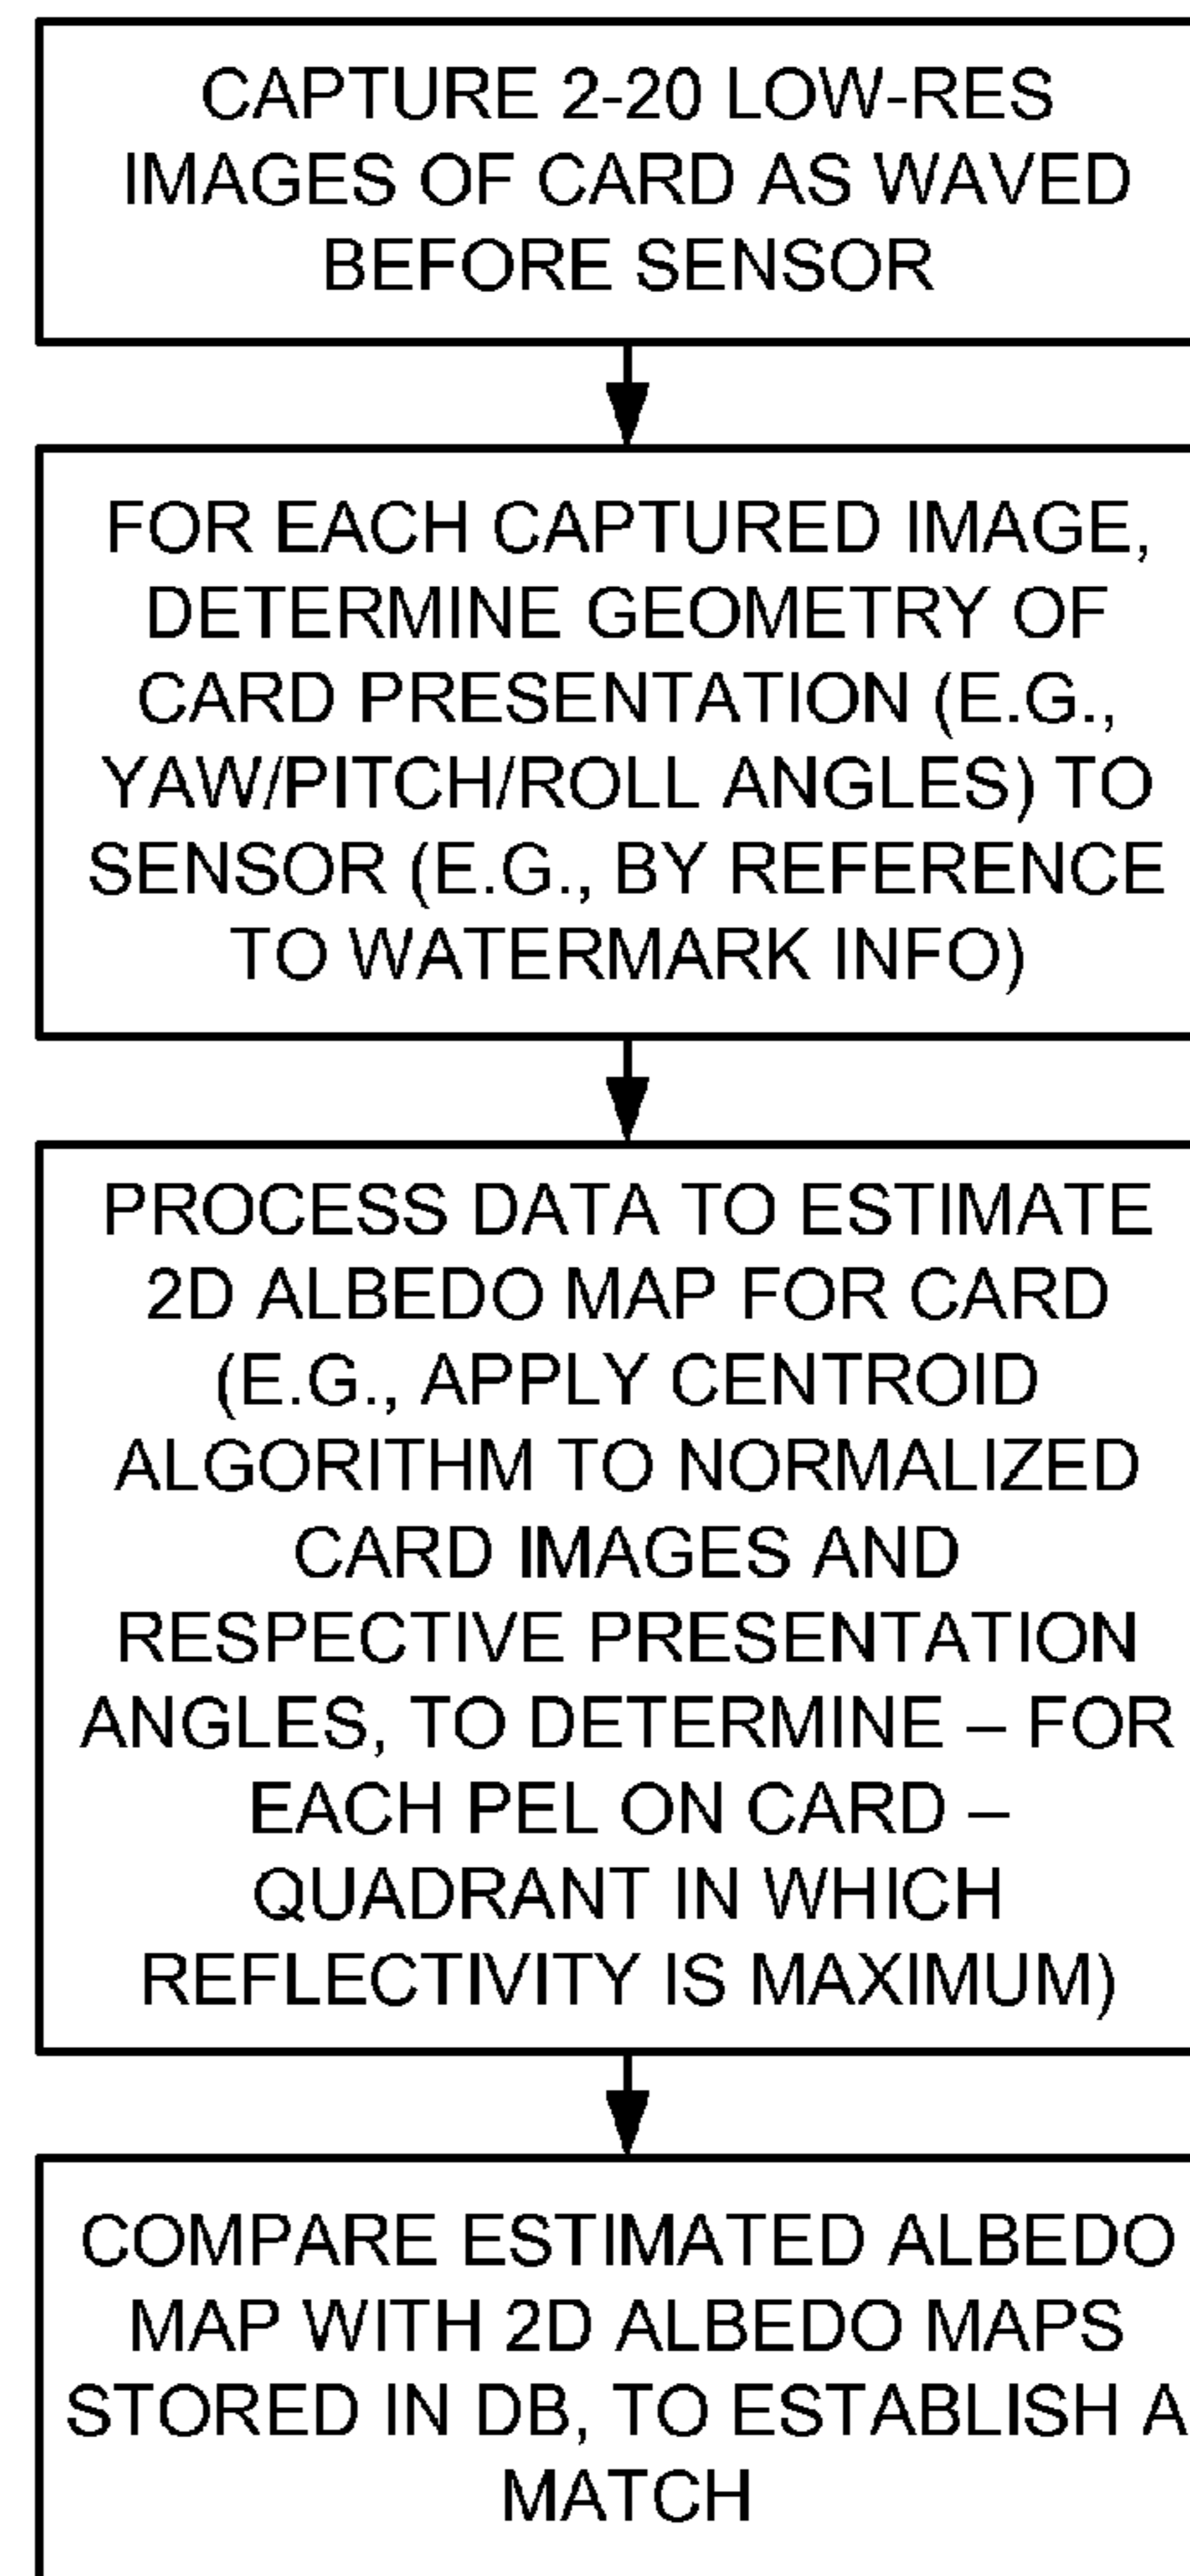 CAPTURE 2-20 LOW-RES
IMAGES OF CARD AS WAVED
BEFORE SENSOR
FOR EACH CAPTURED IMAGE,
DETERMINE GEOMETRY OF
CARD PRESENTATION (E.G.,
YAW/PITCH/ROLL ANGLES) TO
SENSOR (E.G., BY REFERENCE
TO WATERMARK INFO)
PROCESS DATA TO ESTIMATE
2D ALBEDO MAP FOR CARD
(E.G., APPLY CENTROID
ALGORITHM TO NORMALIZED
CARD IMAGES AND
RESPECTIVE PRESENTATION
ANGLES, TO DETERMINE – FOR
EACH PEL ON CARD –
QUADRANT IN WHICH
REFLECTIVITY IS MAXIMUM)
COMPARE ESTIMATED ALBEDO
MAP WITH 2D ALBEDO MAPS
STORED IN DB, TO ESTABLISH A
MATCH